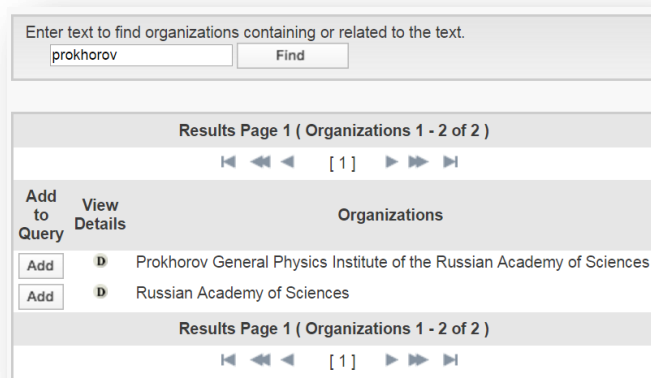 Enter text to find organizations containing or related to the text.
prokhorov Find
Results Page 1 ( Organizations 1 - 2 of 2 )
[ 1 ]
Add to Query View Details Organizations
Add D Prokhorov General Physics Institute of the Russian Academy of Sciences
Add D Russian Academy of Sciences
Results Page 1 ( Organizations 1 - 2 of 2 )
[ 1 ]